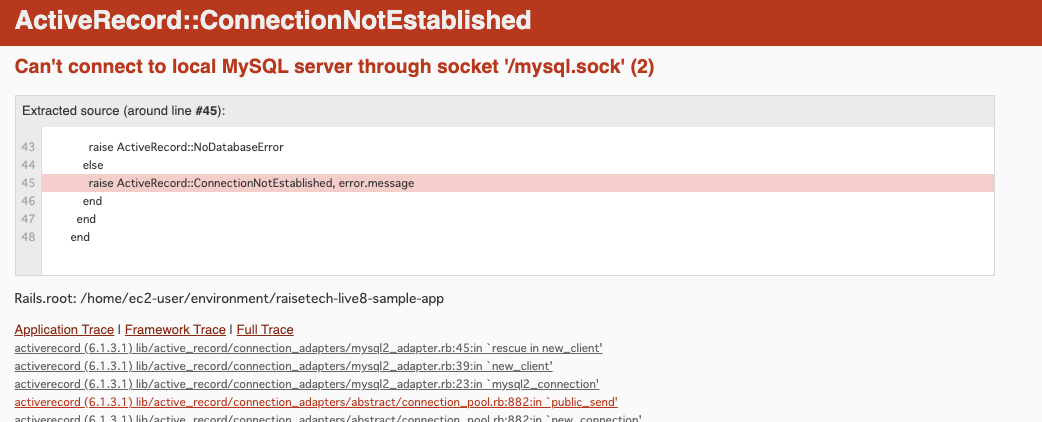 ActiveRecord::ConnectionNotEstablished
Can't connect to local MySQL server through socket '/mysql.sock' (2)
Extracted source (around line #45):
43 raise ActiveRecord::NoDatabaseError
44 else
45 raise ActiveRecord::ConnectionNotEstablished, error.message
46 end
47 end
48 end
Rails.root: /home/ec2-user/environment/raisetech-live8-sample-app
Application Trace | Framework Trace | Full Trace
activerecord (6.1.3.1) lib/active_record/connection_adapters/mysql2_adapter.rb:45:in `rescue in new_client'
activerecord (6.1.3.1) lib/active_record/connection_adapters/mysql2_adapter.rb:39:in `new_client'
activerecord (6.1.3.1) lib/active_record/connection_adapters/mysql2_adapter.rb:23:in `mysql2_connection'
activerecord (6.1.3.1) lib/active_record/connection_adapters/abstract/connection_pool.rb:882:in `public_send'
activerecord (6.1.3.1) lib/active_record/connection_adapters/abstract/connection_pool.rb:882:in `new_connection'